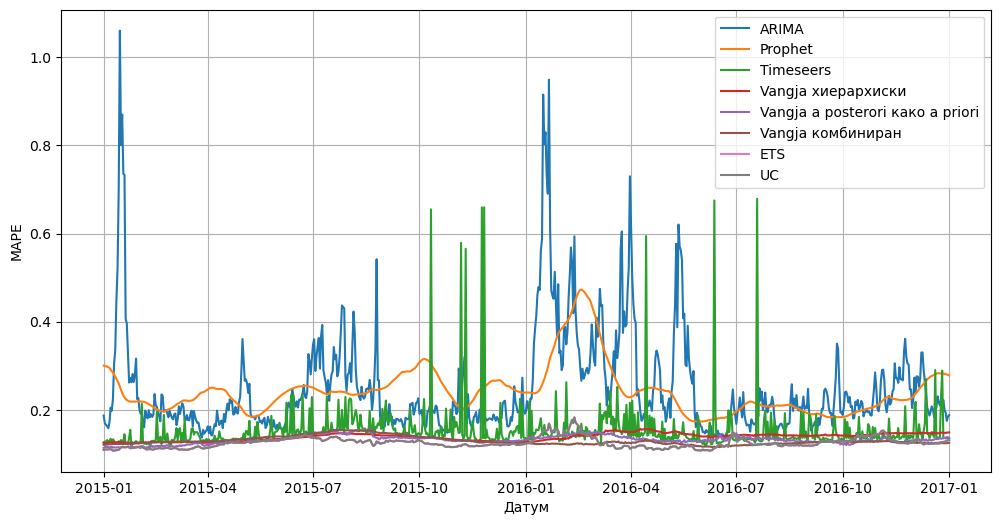 ARIMA
Prophet
Timeseers
Vangja хиерархиски
Vangja a posterori како a priori
Vangja комбиниран
ETS
UC
MAPE
1.0
0.8
0.6
0.4
0.2
2015-01 2015-04 2015-07 2015-10 2016-01 2016-04 2016-07 2016-10 2017-01
Датум